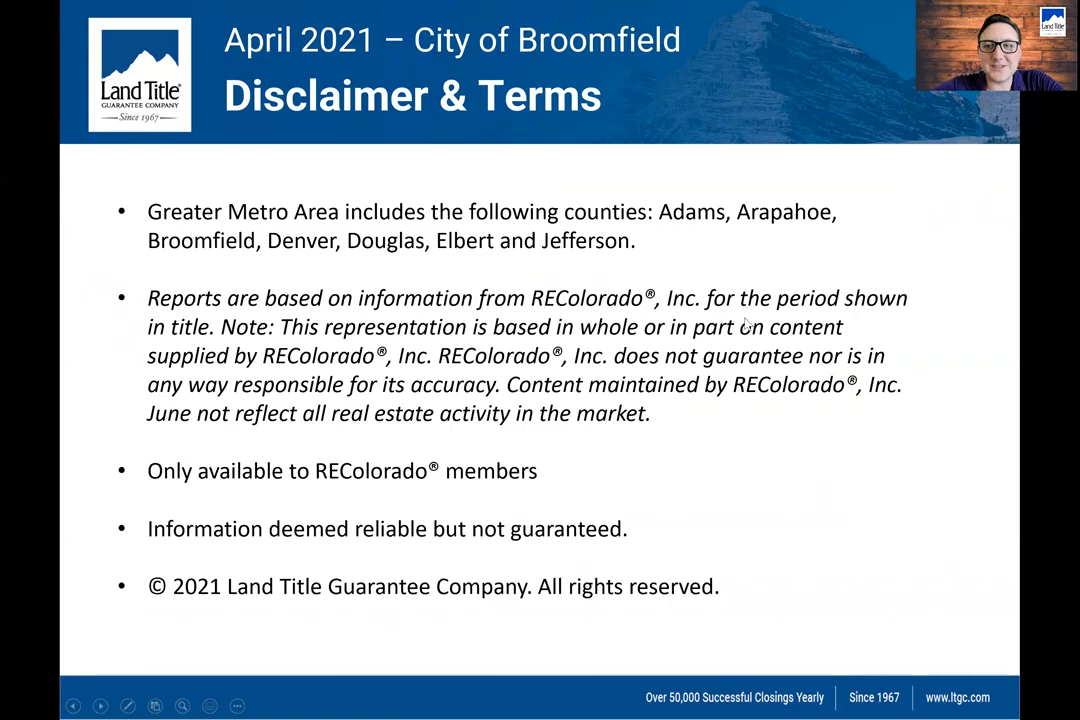 April 2021 – City of Broomfield
Disclaimer & Terms
Land Title®
GUARANTEE COMPANY
Since 1967
Land Title
• Greater Metro Area includes the following counties: Adams, Arapahoe,
Broomfield, Denver, Douglas, Elbert and Jefferson.
• Reports are based on information from REColorado®, Inc. for the period shown
in title. Note: This representation is based in whole or in part on content
supplied by REColorado®, Inc. REColorado®, Inc. does not guarantee nor is in
any way responsible for its accuracy. Content maintained by REColorado®, Inc.
June not reflect all real estate activity in the market.
• Only available to REColorado® members
• Information deemed reliable but not guaranteed.
• © 2021 Land Title Guarantee Company. All rights reserved.
Over 50,000 Successful Closings Yearly
Since 1967
www.ltgc.com